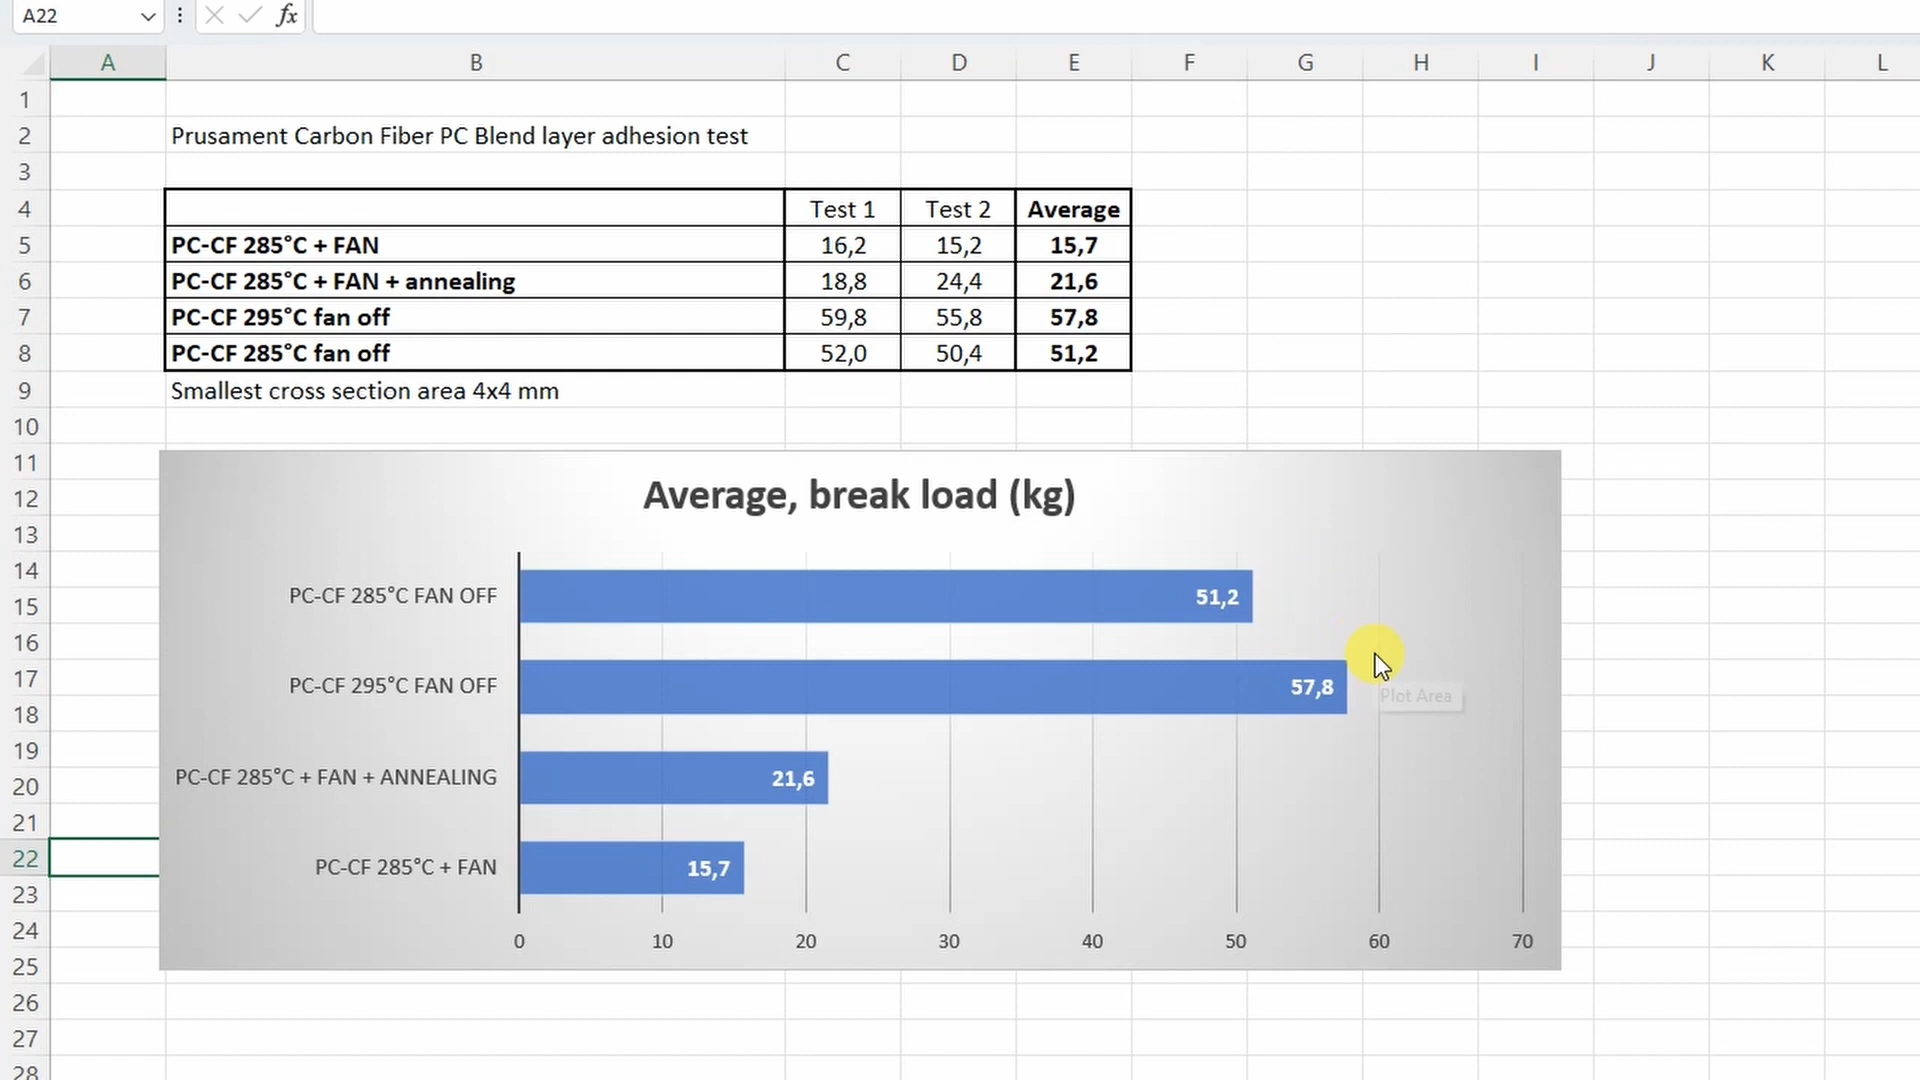 A22
fx
A B C D E F G H I J K L
1
2 Prusament Carbon Fiber PC Blend layer adhesion test
3
4 Test 1 Test 2 Average
5 PC-CF 285°C + FAN 16,2 15,2 15,7
6 PC-CF 285°C + FAN + annealing 18,8 24,4 21,6
7 PC-CF 295°C fan off 59,8 55,8 57,8
8 PC-CF 285°C fan off 52,0 50,4 51,2
9 Smallest cross section area 4x4 mm
10
11
12
13
14
15
16
17
18
19
20
21
22
23
24
25
26
27
28
Average, break load (kg)
PC-CF 285°C FAN OFF 51,2
PC-CF 295°C FAN OFF 57,8
Plot Area
PC-CF 285°C + FAN + ANNEALING 21,6
PC-CF 285°C + FAN 15,7
0 10 20 30 40 50 60 70